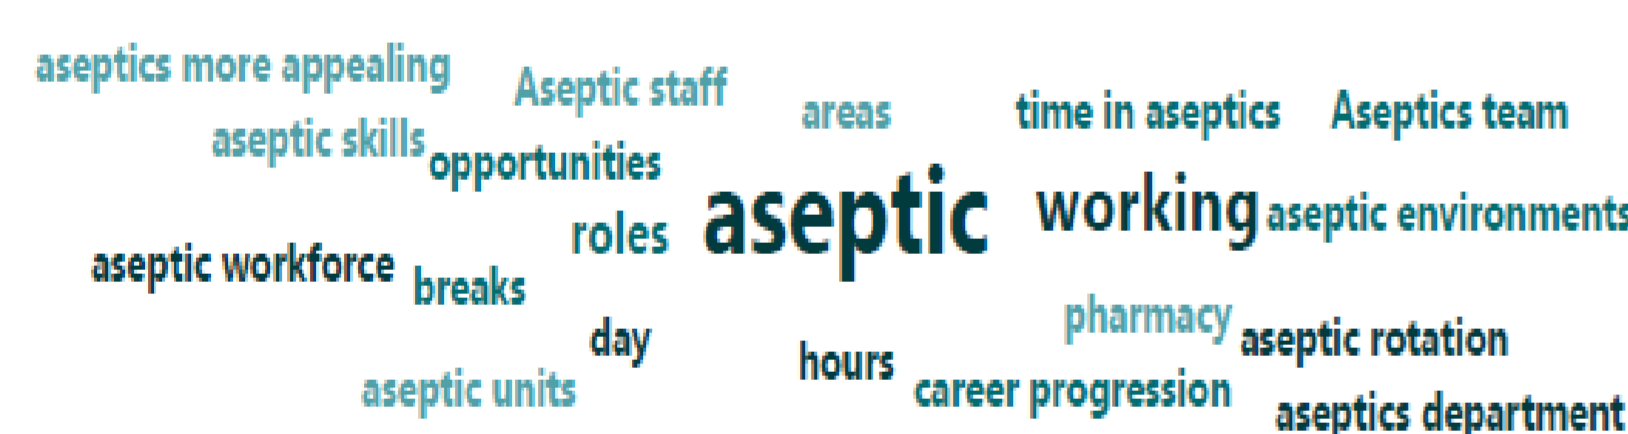 aseptics more appealing
Aseptic staff
areas
time in aseptics
Aseptics team
aseptic skills
opportunities
aseptic
working
aseptic environments
roles
aseptic workforce
breaks
day
hours
pharmacy
aseptic rotation
aseptic units
career progression
aseptics department